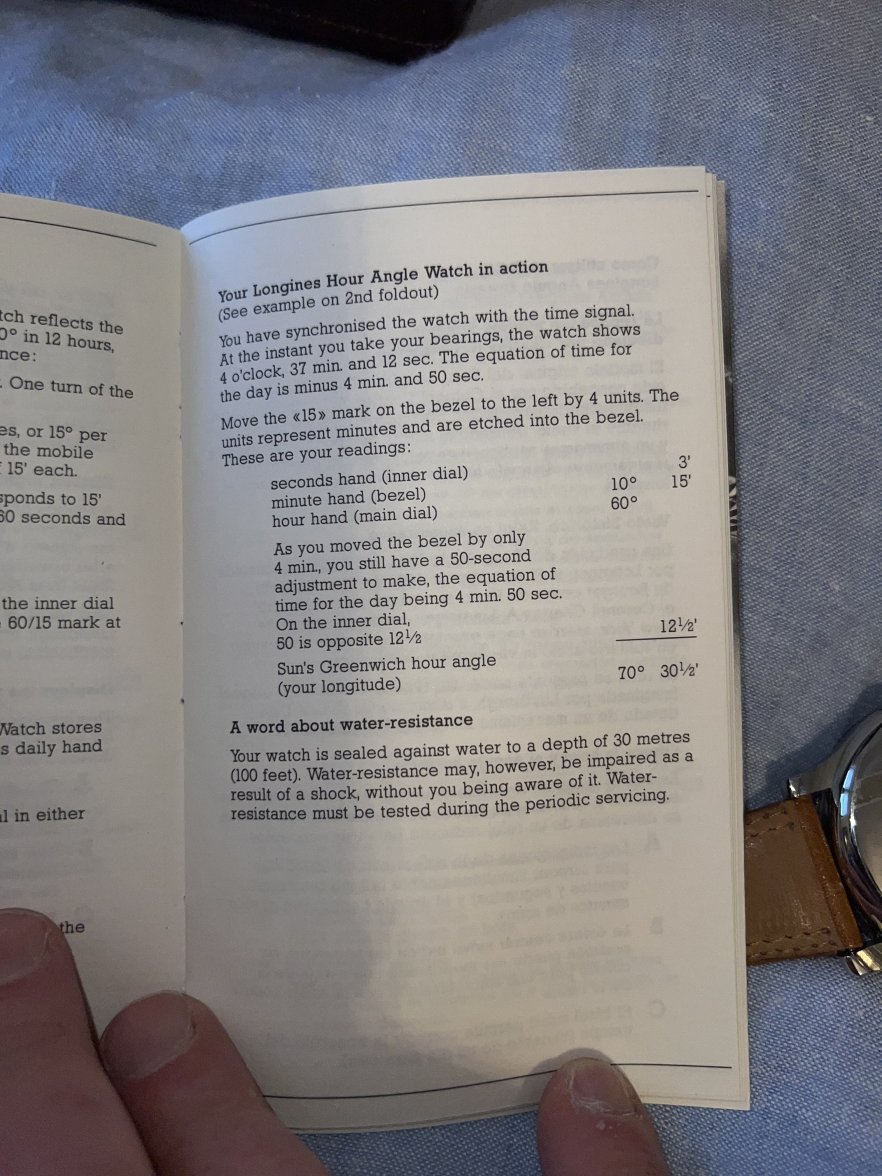 tch reflects the
0° in 12 hours,
nce:
. One turn of the
es, or 15° per
the mobile
15' each.
sponds to 15'
60 seconds and
the inner dial
60/15 mark at
Watch stores
s daily hand
al in either
the
Your Longines Hour Angle Watch in action
(See example on 2nd foldout)
You have synchronised the watch with the time signal.
At the instant you take your bearings, the watch shows
4 o'clock, 37 min. and 12 sec. The equation of time for
the day is minus 4 min. and 50 sec.
Move the «15» mark on the bezel to the left by 4 units. The
units represent minutes and are etched into the bezel.
These are your readings:
seconds hand (inner dial) 3'
minute hand (bezel) 10° 15'
hour hand (main dial) 60°
As you moved the bezel by only
4 min., you still have a 50-second
adjustment to make, the equation of
time for the day being 4 min. 50 sec.
On the inner dial,
50 is opposite 12½ 12½'
Sun's Greenwich hour angle
(your longitude) 70° 30½'
A word about water-resistance
Your watch is sealed against water to a depth of 30 metres
(100 feet). Water-resistance may, however, be impaired as a
result of a shock, without you being aware of it. Water-
resistance must be tested during the periodic servicing.